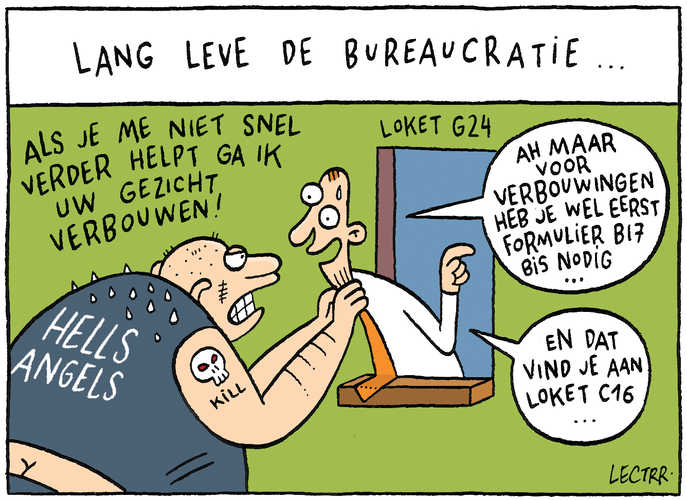 LANG LEVE DE BUREAUCRATIE ...
ALS JE ME NIET SNEL
VERDER HELPT GA IK
UW GEZICHT
VERBOUWEN!
LOKET G24
AH MAAR
VOOR
VERBOUWINGEN
HEB JE WEL EERST
FORMULIER B17
BIS NODIG
...
EN DAT
VIND JE AAN
LOKET C16
...
HELLS
ANGELS
KILL
LECTRR.